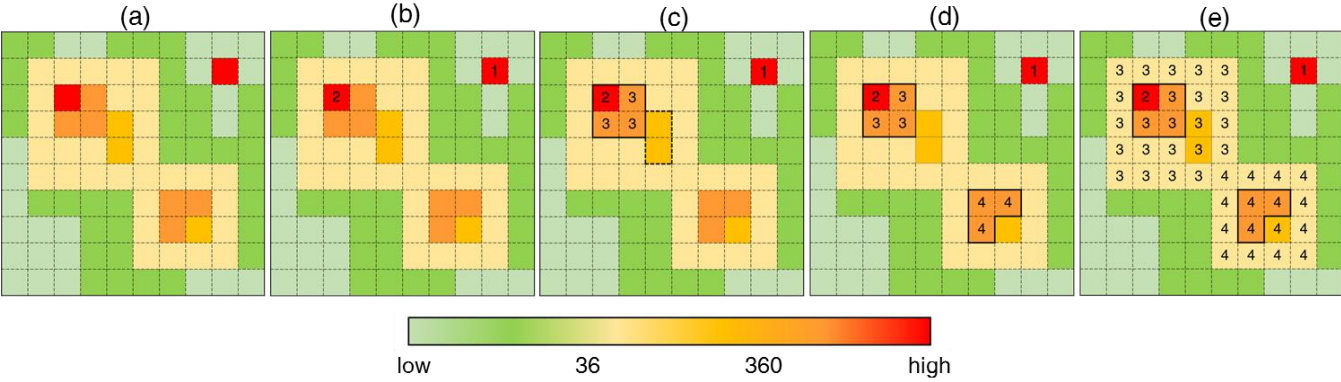 (a) (b) (c) (d) (e)
1 1 1 3 3 3 3 3 1
2 2 3 2 3 3 2 3 3 3
3 3 3 3 3 3 3 3 3
3 3 3 3 3
3 3 3 3 4 4 4 4
4 4 4 4 4 4
4 4 4 4 4
4 4 4 4
low 36 360 high